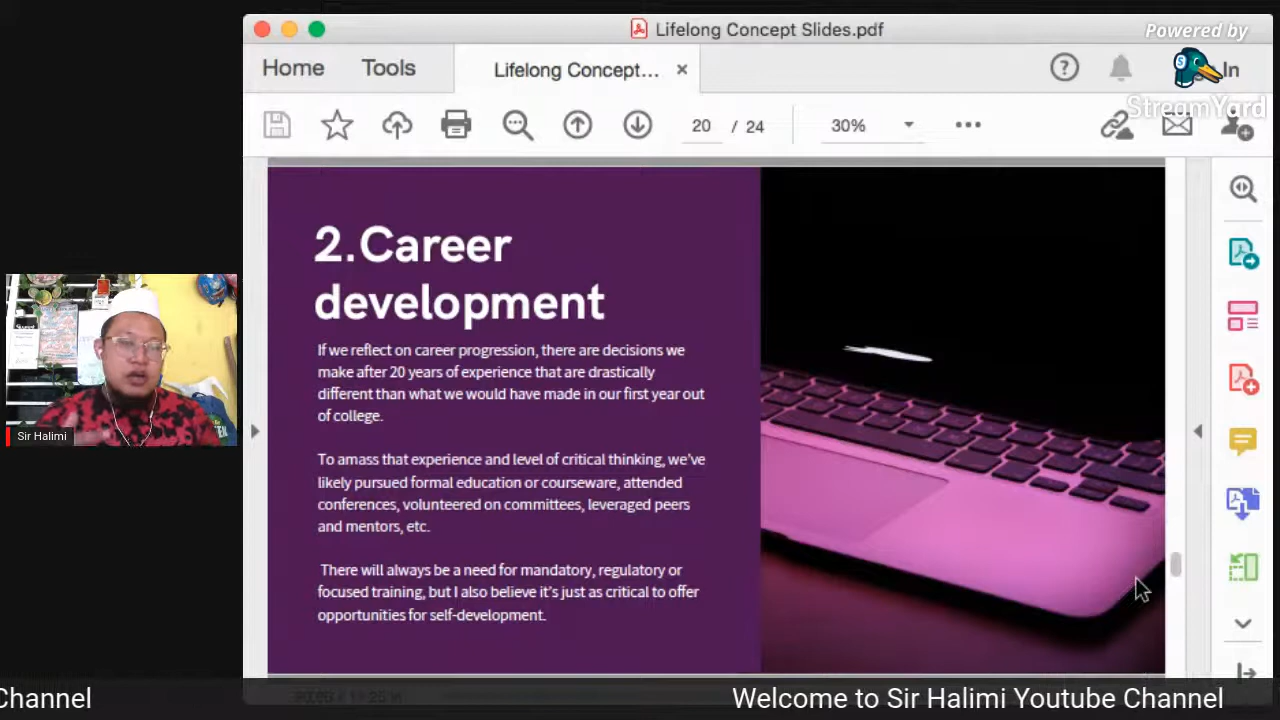 Lifelong Concept Slides.pdf
Powered by
Home
Tools
Lifelong Concept...
In
StreamYard
20 / 24
30%
2.Career
development
If we reflect on career progression, there are decisions we
make after 20 years of experience that are drastically
different than what we would have made in our first year out
of college.
To amass that experience and level of critical thinking, we've
likely pursued formal education or courseware, attended
conferences, volunteered on committees, leveraged peers
and mentors, etc.
There will always be a need for mandatory, regulatory or
focused training, but I also believe it's just as critical to offer
opportunities for self-development.
Sir Halimi
Channel
Welcome to Sir Halimi Youtube Channel